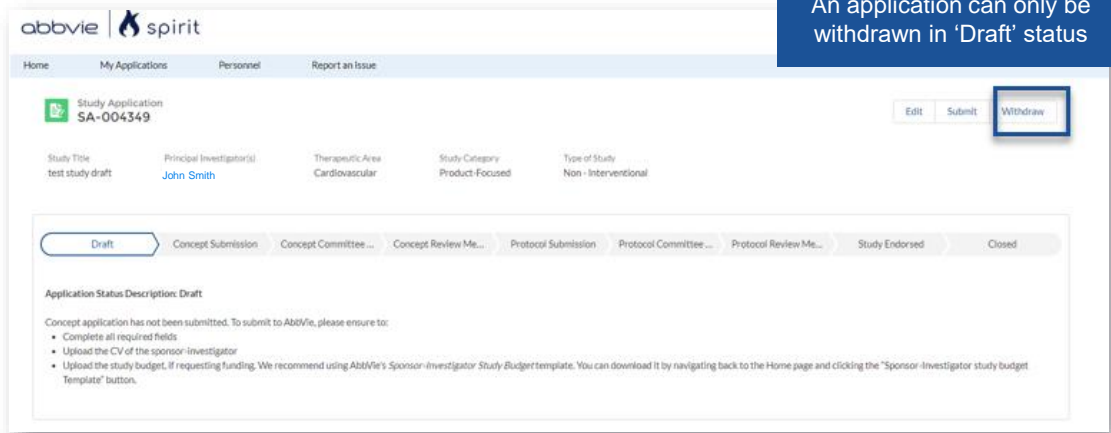 An application can only be
withdrawn in ‘Draft’ status
abbvie spirit
Home My Applications Personnel Report an Issue
Study Application
SA-004349
Edit Submit Withdraw
Study Title Principal Investigator(s) Therapeutic Area Study Category Type of Study
test study draft John Smith Cardiovascular Product-Focused Non - Interventional
Draft Concept Submission Concept Committee ... Concept Review Me... Protocol Submission Protocol Committee ... Protocol Review Me... Study Endorsed Closed
Application Status Description: Draft
Concept application has not been submitted. To submit to AbbVie, please ensure to:
• Complete all required fields
• Upload the CV of the sponsor-investigator
• Upload the study budget, if requesting funding. We recommend using AbbVie's Sponsor-Investigator Study Budget template. You can download it by navigating back to the Home page and clicking the "Sponsor-Investigator study budget
Template" button.